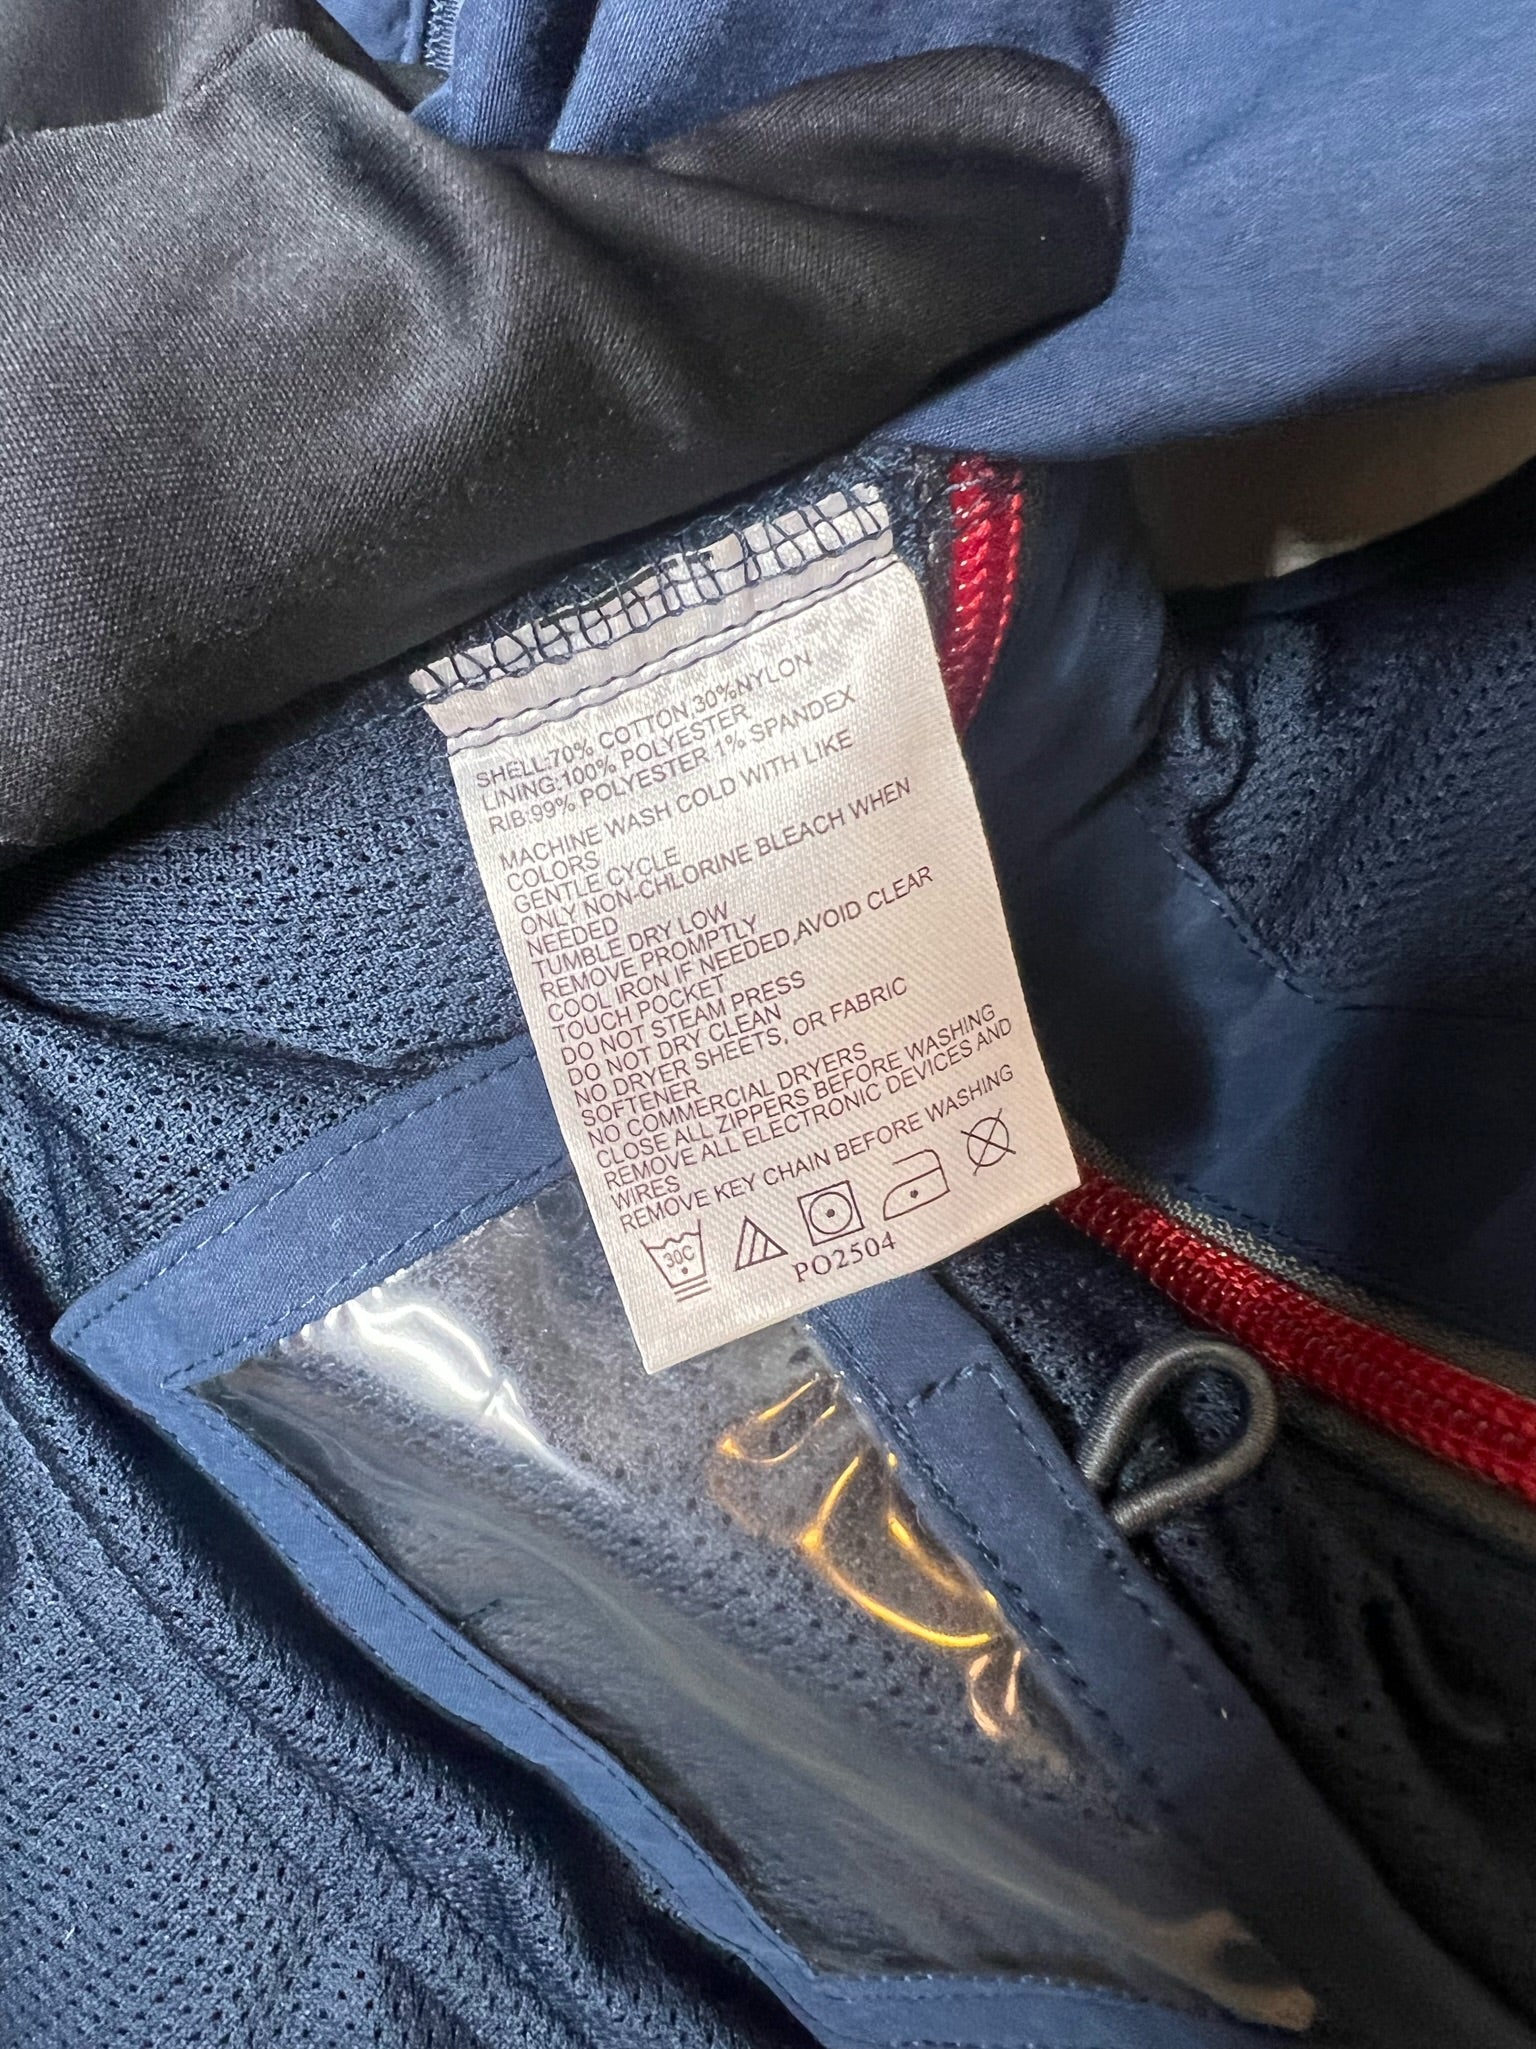 SHELL:70% COTTON,30%NYLON
LINING:100% POLYESTER
RIB:99% POLYESTER 1% SPANDEX
MACHINE WASH COLD WITH LIKE
COLORS
GENTLE CYCLE
ONLY NON-CHLORINE BLEACH WHEN
NEEDED
TUMBLE DRY LOW
REMOVE PROMPTLY
COOL IRON IF NEEDED,AVOID CLEAR
TOUCH POCKET
DO NOT STEAM PRESS
DO NOT DRY CLEAN
NO DRYER SHEETS, OR FABRIC
SOFTENER
NO COMMERCIAL DRYERS
CLOSE ALL ZIPPERS BEFORE WASHING
REMOVE ALL ELECTRONIC DEVICES AND
WIRES
REMOVE KEY CHAIN BEFORE WASHING
30C
PO2504